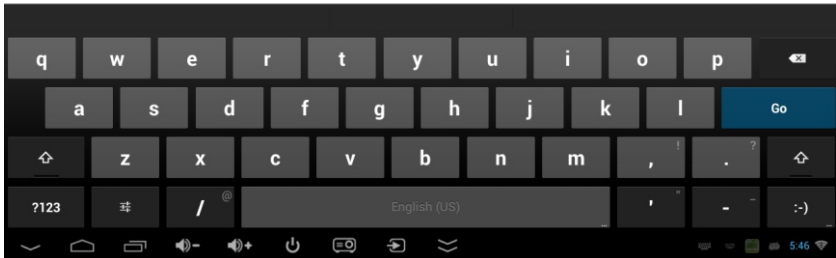 q w e r t y u i o p
a s d f g h j k l Go
z x c v b n m , ! . ?
?123 / @ English (US) ' " - _ :-)
5:46